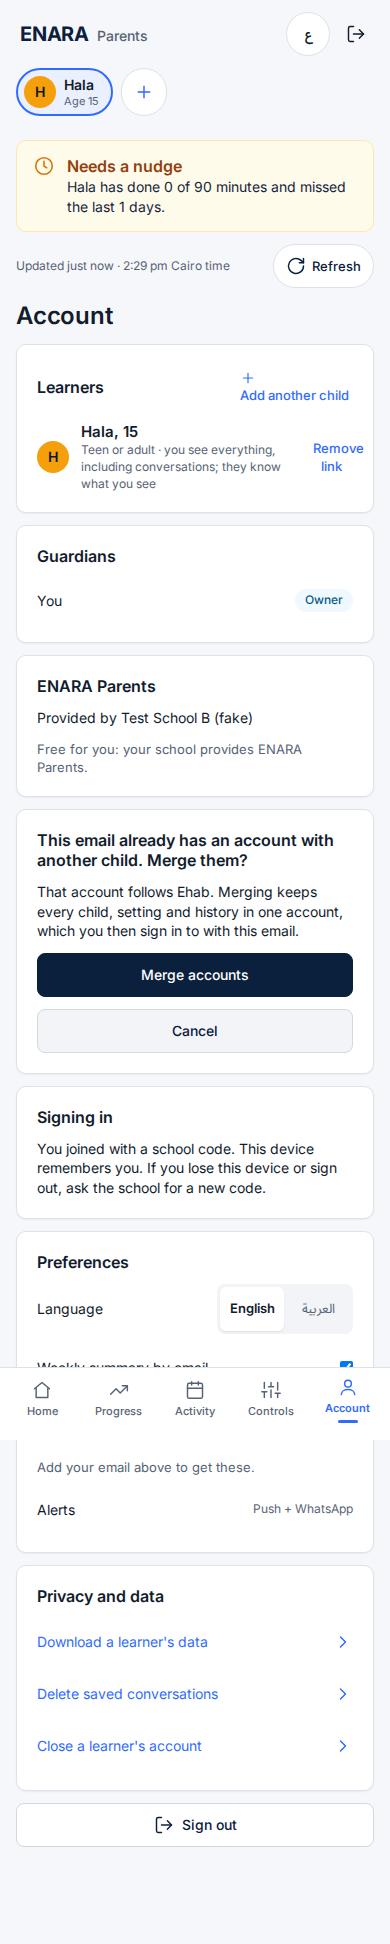 ENARA Parents
ع
H
Hala
Age 15
Needs a nudge
Hala has done 0 of 90 minutes and missed
the last 1 days.
Updated just now · 2:29 pm Cairo time
Refresh
Account
Learners
Add another child
H
Hala, 15
Teen or adult · you see everything,
including conversations; they know
what you see
Remove
link
Guardians
You
Owner
ENARA Parents
Provided by Test School B (fake)
Free for you: your school provides ENARA
Parents.
This email already has an account with
another child. Merge them?
That account follows Ehab. Merging keeps
every child, setting and history in one account,
which you then sign in to with this email.
Merge accounts
Cancel
Signing in
You joined with a school code. This device
remembers you. If you lose this device or sign
out, ask the school for a new code.
Preferences
Language
English
العربية
Weekly summary by email
Home
Progress
Activity
Controls
Account
Add your email above to get these.
Alerts
Push + WhatsApp
Privacy and data
Download a learner's data
Delete saved conversations
Close a learner's account
Sign out